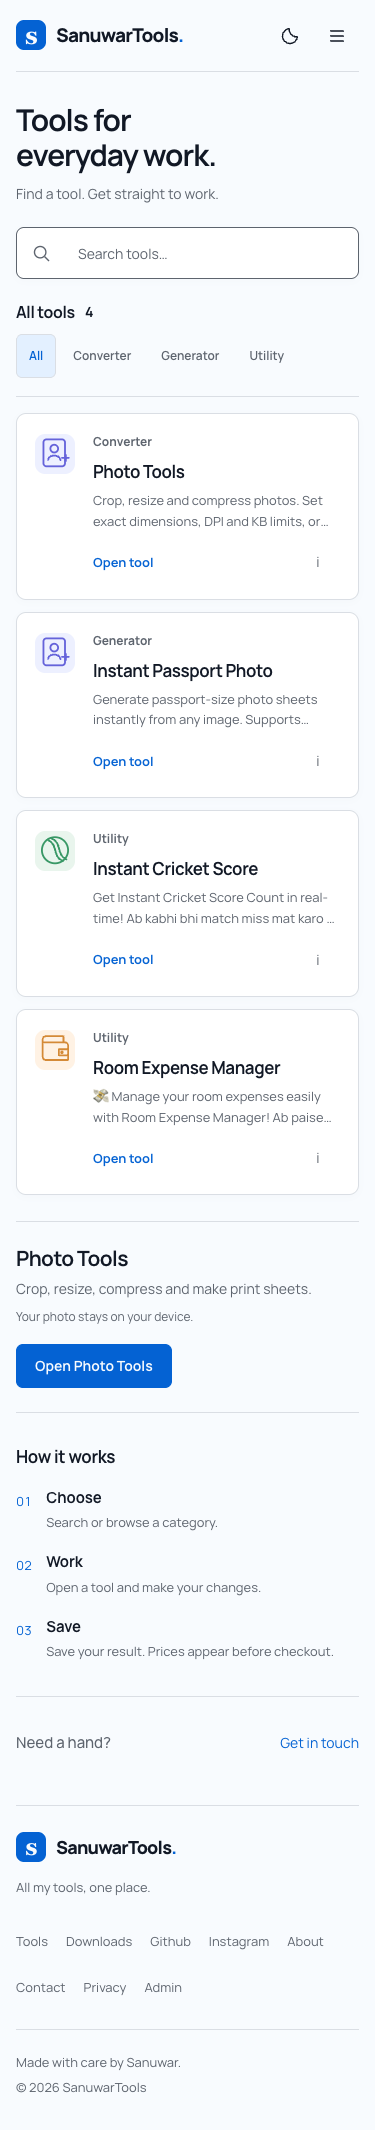 s SanuwarTools.
Tools for
everyday work.
Find a tool. Get straight to work.
Search tools...
All tools 4
All Converter Generator Utility
Converter
Photo Tools
Crop, resize and compress photos. Set
exact dimensions, DPI and KB limits, or…
Open tool i
Generator
Instant Passport Photo
Generate passport-size photo sheets
instantly from any image. Supports…
Open tool i
Utility
Instant Cricket Score
Get Instant Cricket Score Count in real-
time! Ab kabhi bhi match miss mat karo …
Open tool i
Utility
Room Expense Manager
💸 Manage your room expenses easily
with Room Expense Manager! Ab paise…
Open tool i
Photo Tools
Crop, resize, compress and make print sheets.
Your photo stays on your device.
Open Photo Tools
How it works
01 Choose
Search or browse a category.
02 Work
Open a tool and make your changes.
03 Save
Save your result. Prices appear before checkout.
Need a hand? Get in touch
s SanuwarTools.
All my tools, one place.
Tools Downloads Github Instagram About
Contact Privacy Admin
Made with care by Sanuwar.
© 2026 SanuwarTools